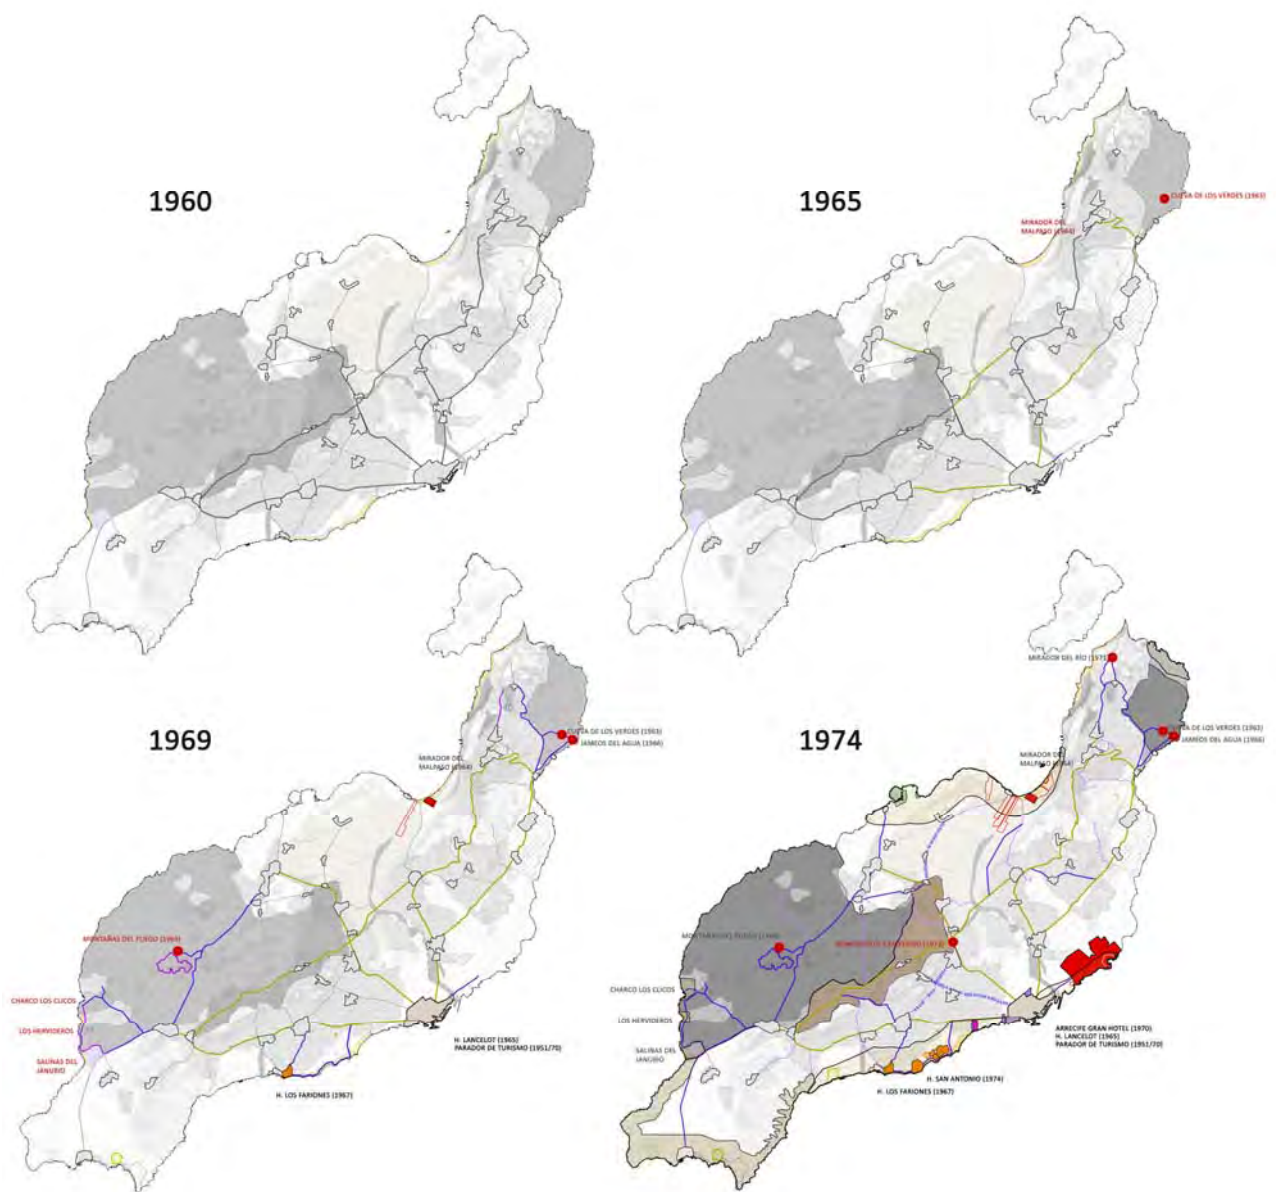 1960
1965
CUEVA DE LOS VERDES (1963)
MIRADOR DEL
MALPASO (1964)
1969
CUEVA DE LOS VERDES (1963)
JAMEOS DEL AGUA (1966)
MIRADOR DEL
MALPASO (1964)
MONTAÑAS DEL FUEGO (1969)
CHARCO LOS CLICOS
LOS HERVIDEROS
SALINAS DEL
JANUBIO
H. LANCELOT (1965)
PARADOR DE TURISMO (1951/70)
H. LOS FARIONES (1967)
1974
MIRADOR DEL RÍO (1973)
CUEVA DE LOS VERDES (1963)
JAMEOS DEL AGUA (1966)
MIRADOR DEL
MALPASO (1964)
CHARCO LOS CLICOS
LOS HERVIDEROS
SALINAS DEL
JANUBIO
ARRECIFE GRAN HOTEL (1970)
H. LANCELOT (1965)
PARADOR DE TURISMO (1951/70)
H. SAN ANTONIO (1974)
H. LOS FARIONES (1967)